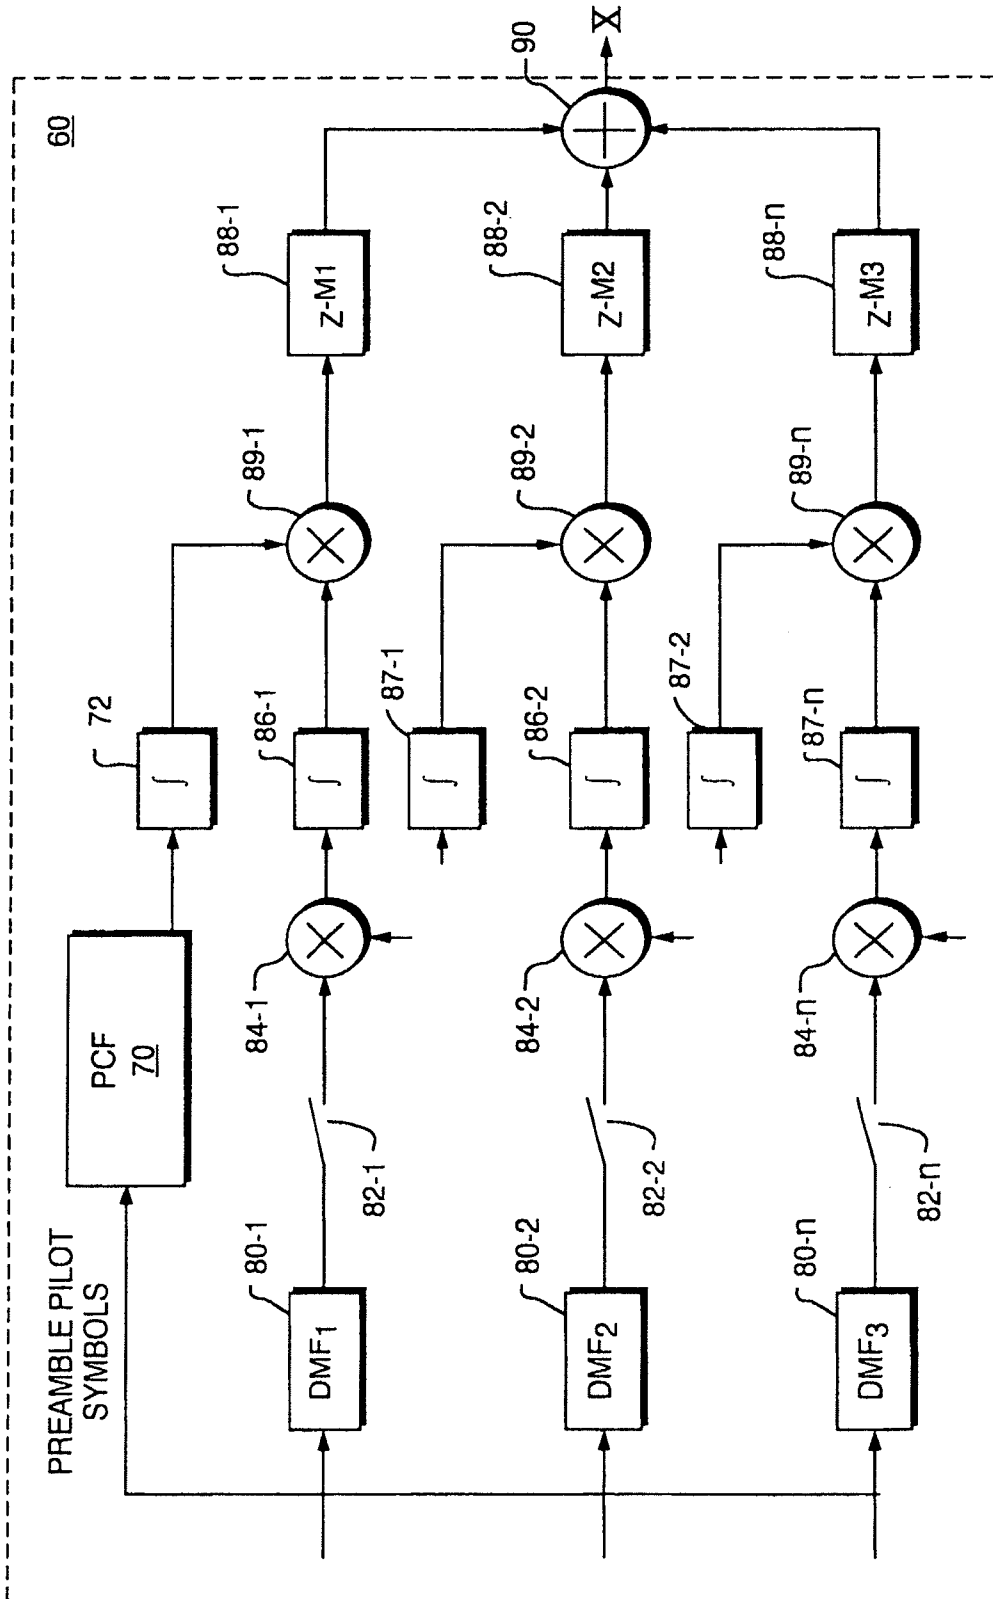 60
PREAMBLE PILOT
SYMBOLS
PCF
70
72
80-1
DMF1
82-1
84-1
86-1
∫
∫
89-1
88-1
Z-M1
90
X
87-1
∫
80-2
DMF2
82-2
84-2
86-2
∫
89-2
88-2
Z-M2
87-2
∫
80-n
DMF3
82-n
84-n
87-n
∫
89-n
88-n
Z-M3